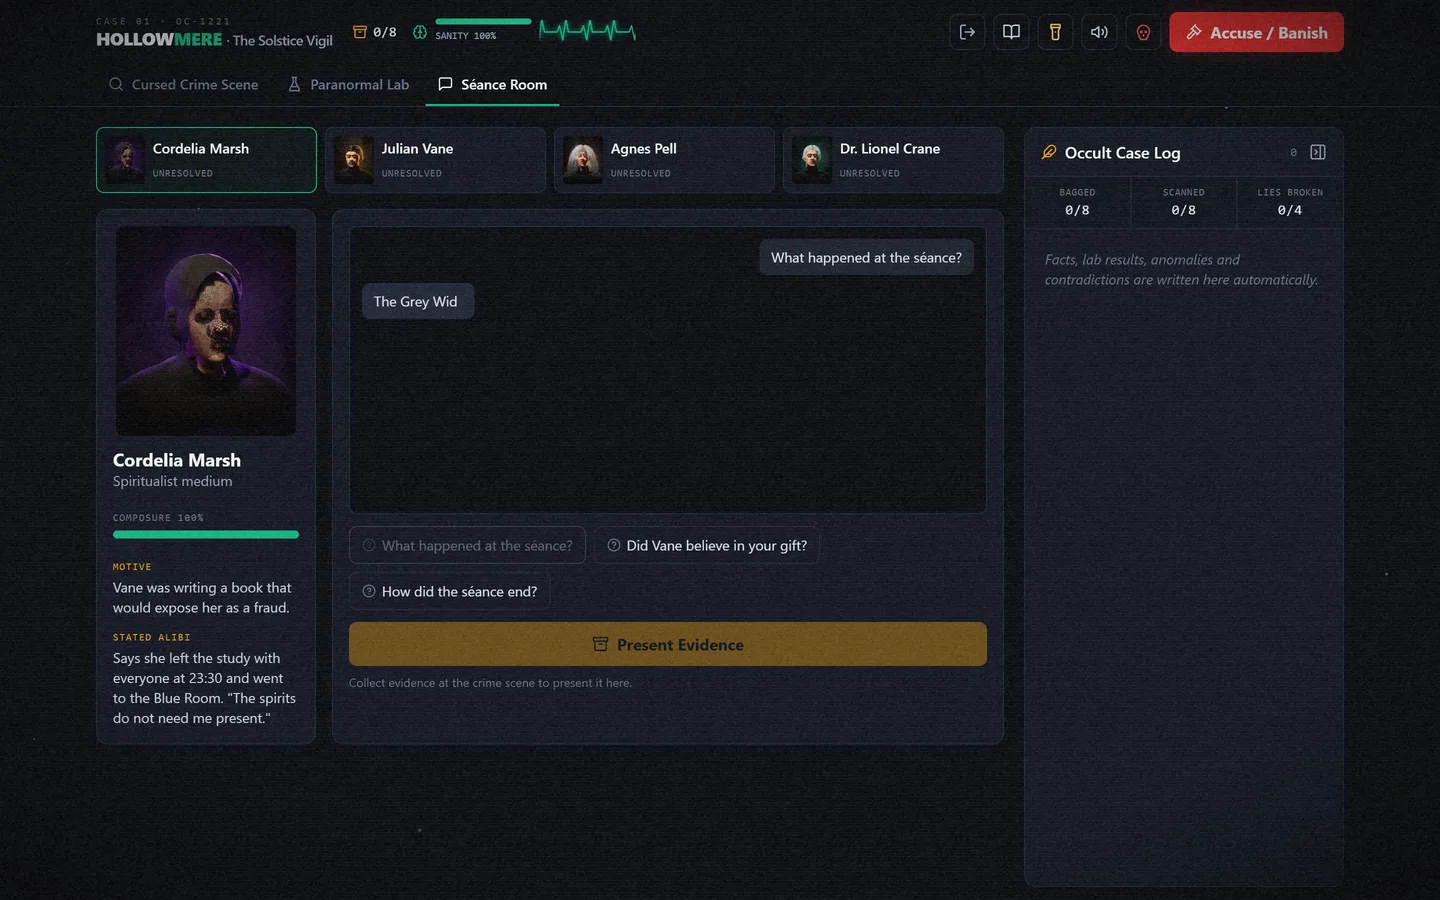 CASE 01 · OC-1221
HOLLOWMERE · The Solstice Vigil
0/8
SANITY 100%
Accuse / Banish
Cursed Crime Scene
Paranormal Lab
Séance Room
Cordelia Marsh
UNRESOLVED
Julian Vane
UNRESOLVED
Agnes Pell
UNRESOLVED
Dr. Lionel Crane
UNRESOLVED
Cordelia Marsh
Spiritualist medium
COMPOSURE 100%
MOTIVE
Vane was writing a book that
would expose her as a fraud.
STATED ALIBI
Says she left the study with
everyone at 23:30 and went
to the Blue Room. "The spirits
do not need me present."
What happened at the séance?
The Grey Wid
What happened at the séance?
Did Vane believe in your gift?
How did the séance end?
Present Evidence
Collect evidence at the crime scene to present it here.
Occult Case Log
0
BAGGED
0/8
SCANNED
0/8
LIES BROKEN
0/4
Facts, lab results, anomalies and
contradictions are written here automatically.